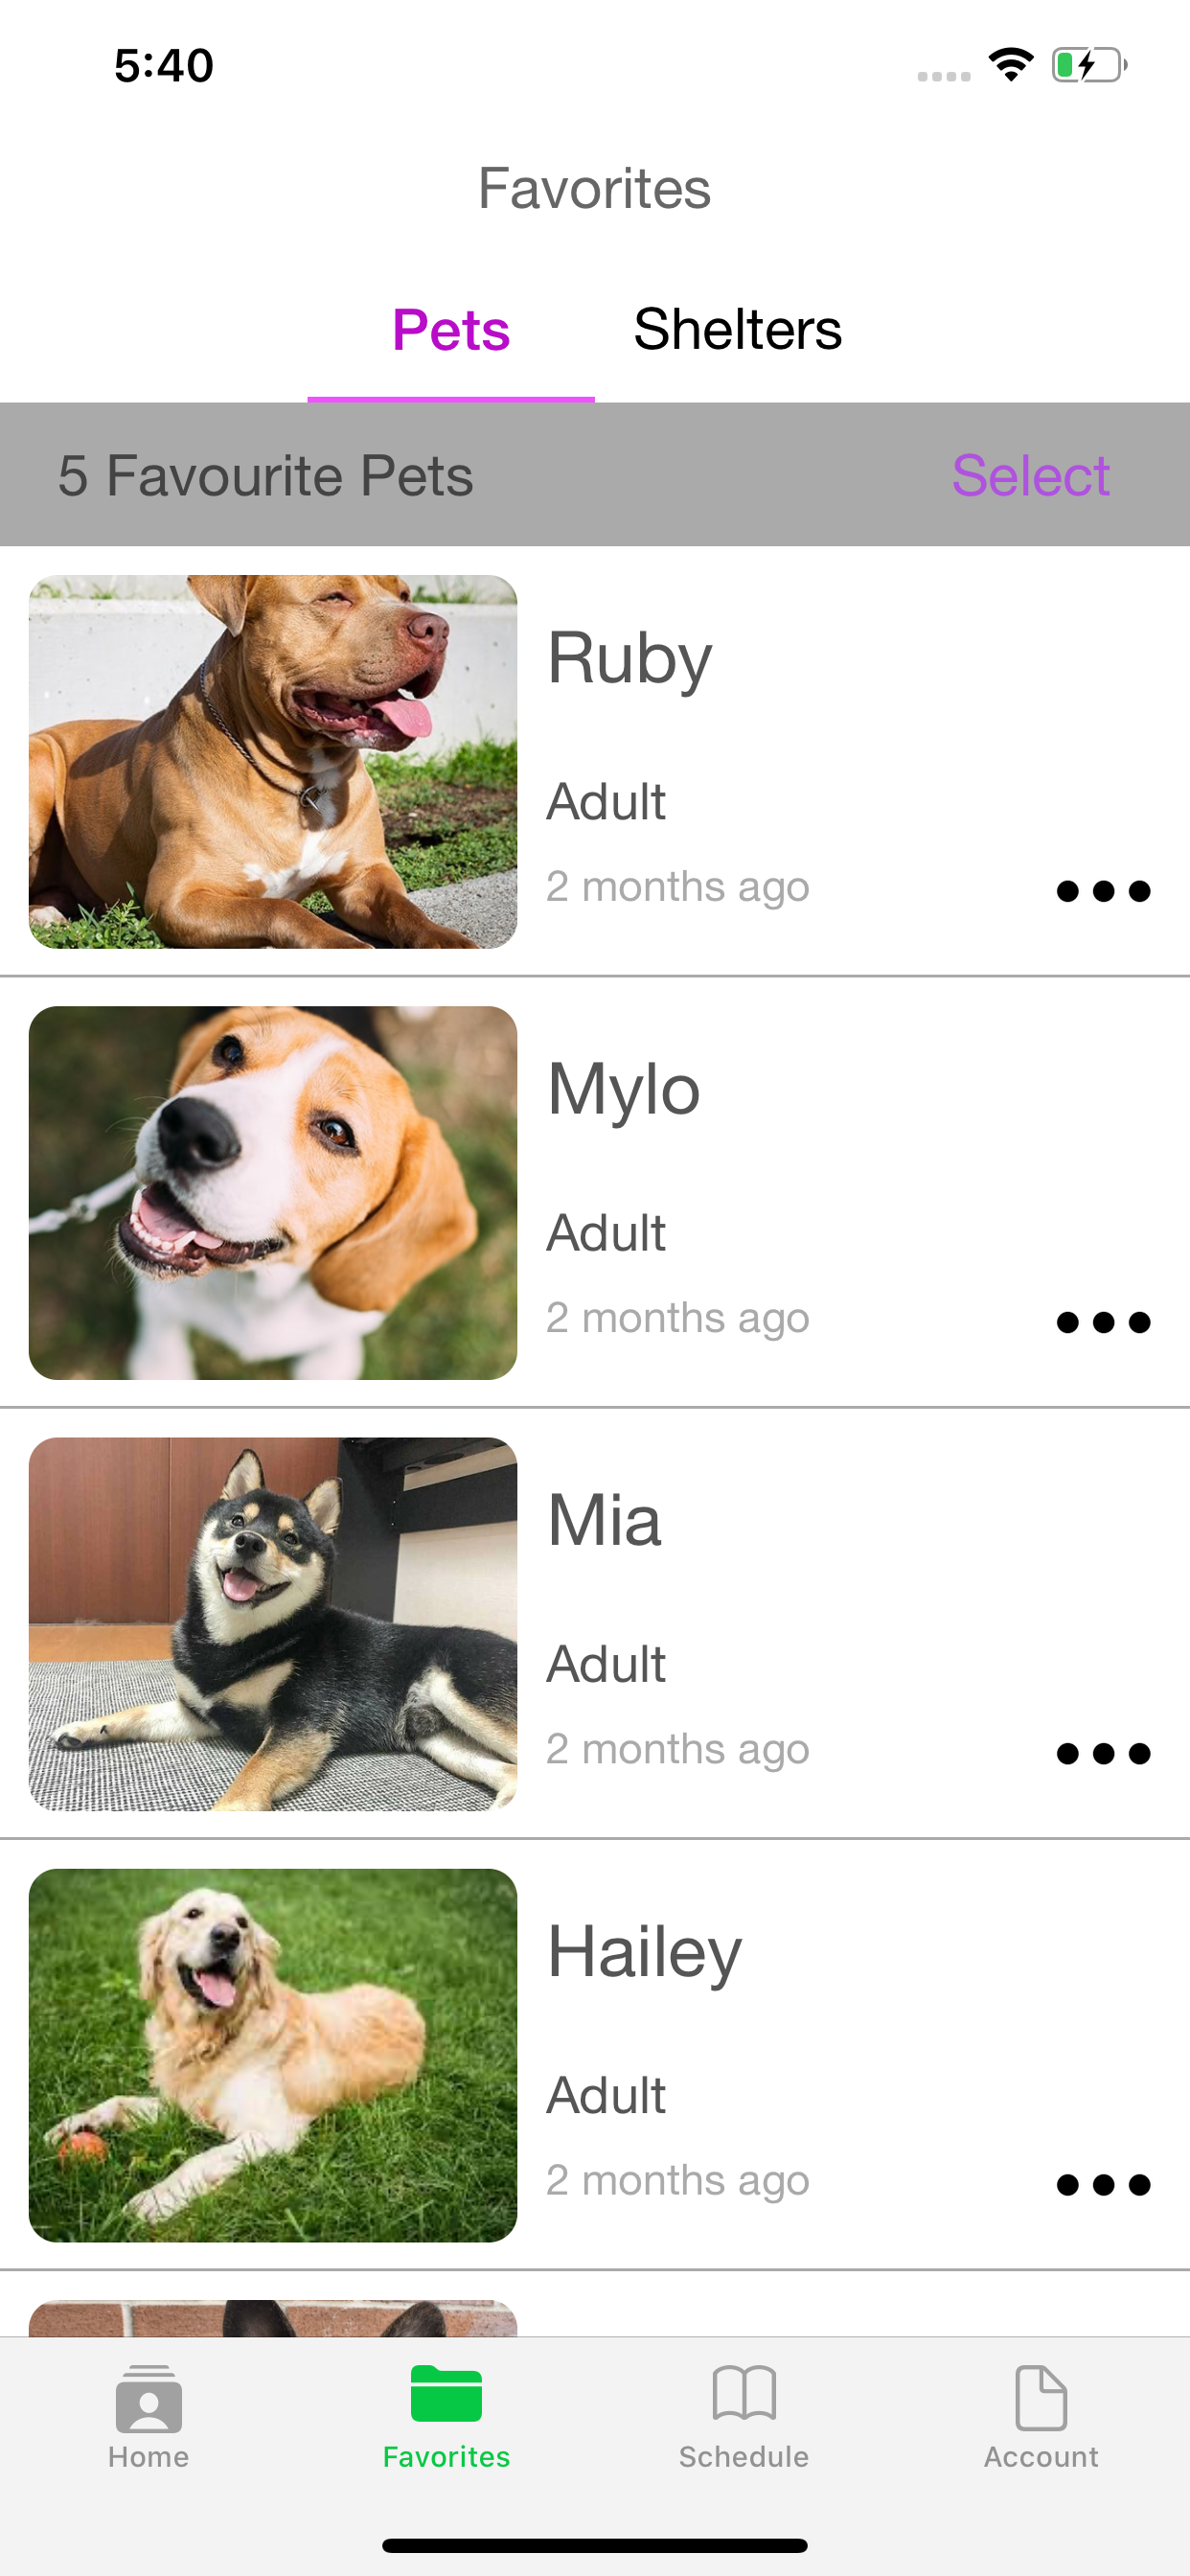 5:40
Favorites
Pets Shelters
5 Favourite Pets Select
Ruby
Adult
2 months ago
Mylo
Adult
2 months ago
Mia
Adult
2 months ago
Hailey
Adult
2 months ago
Home Favorites Schedule Account